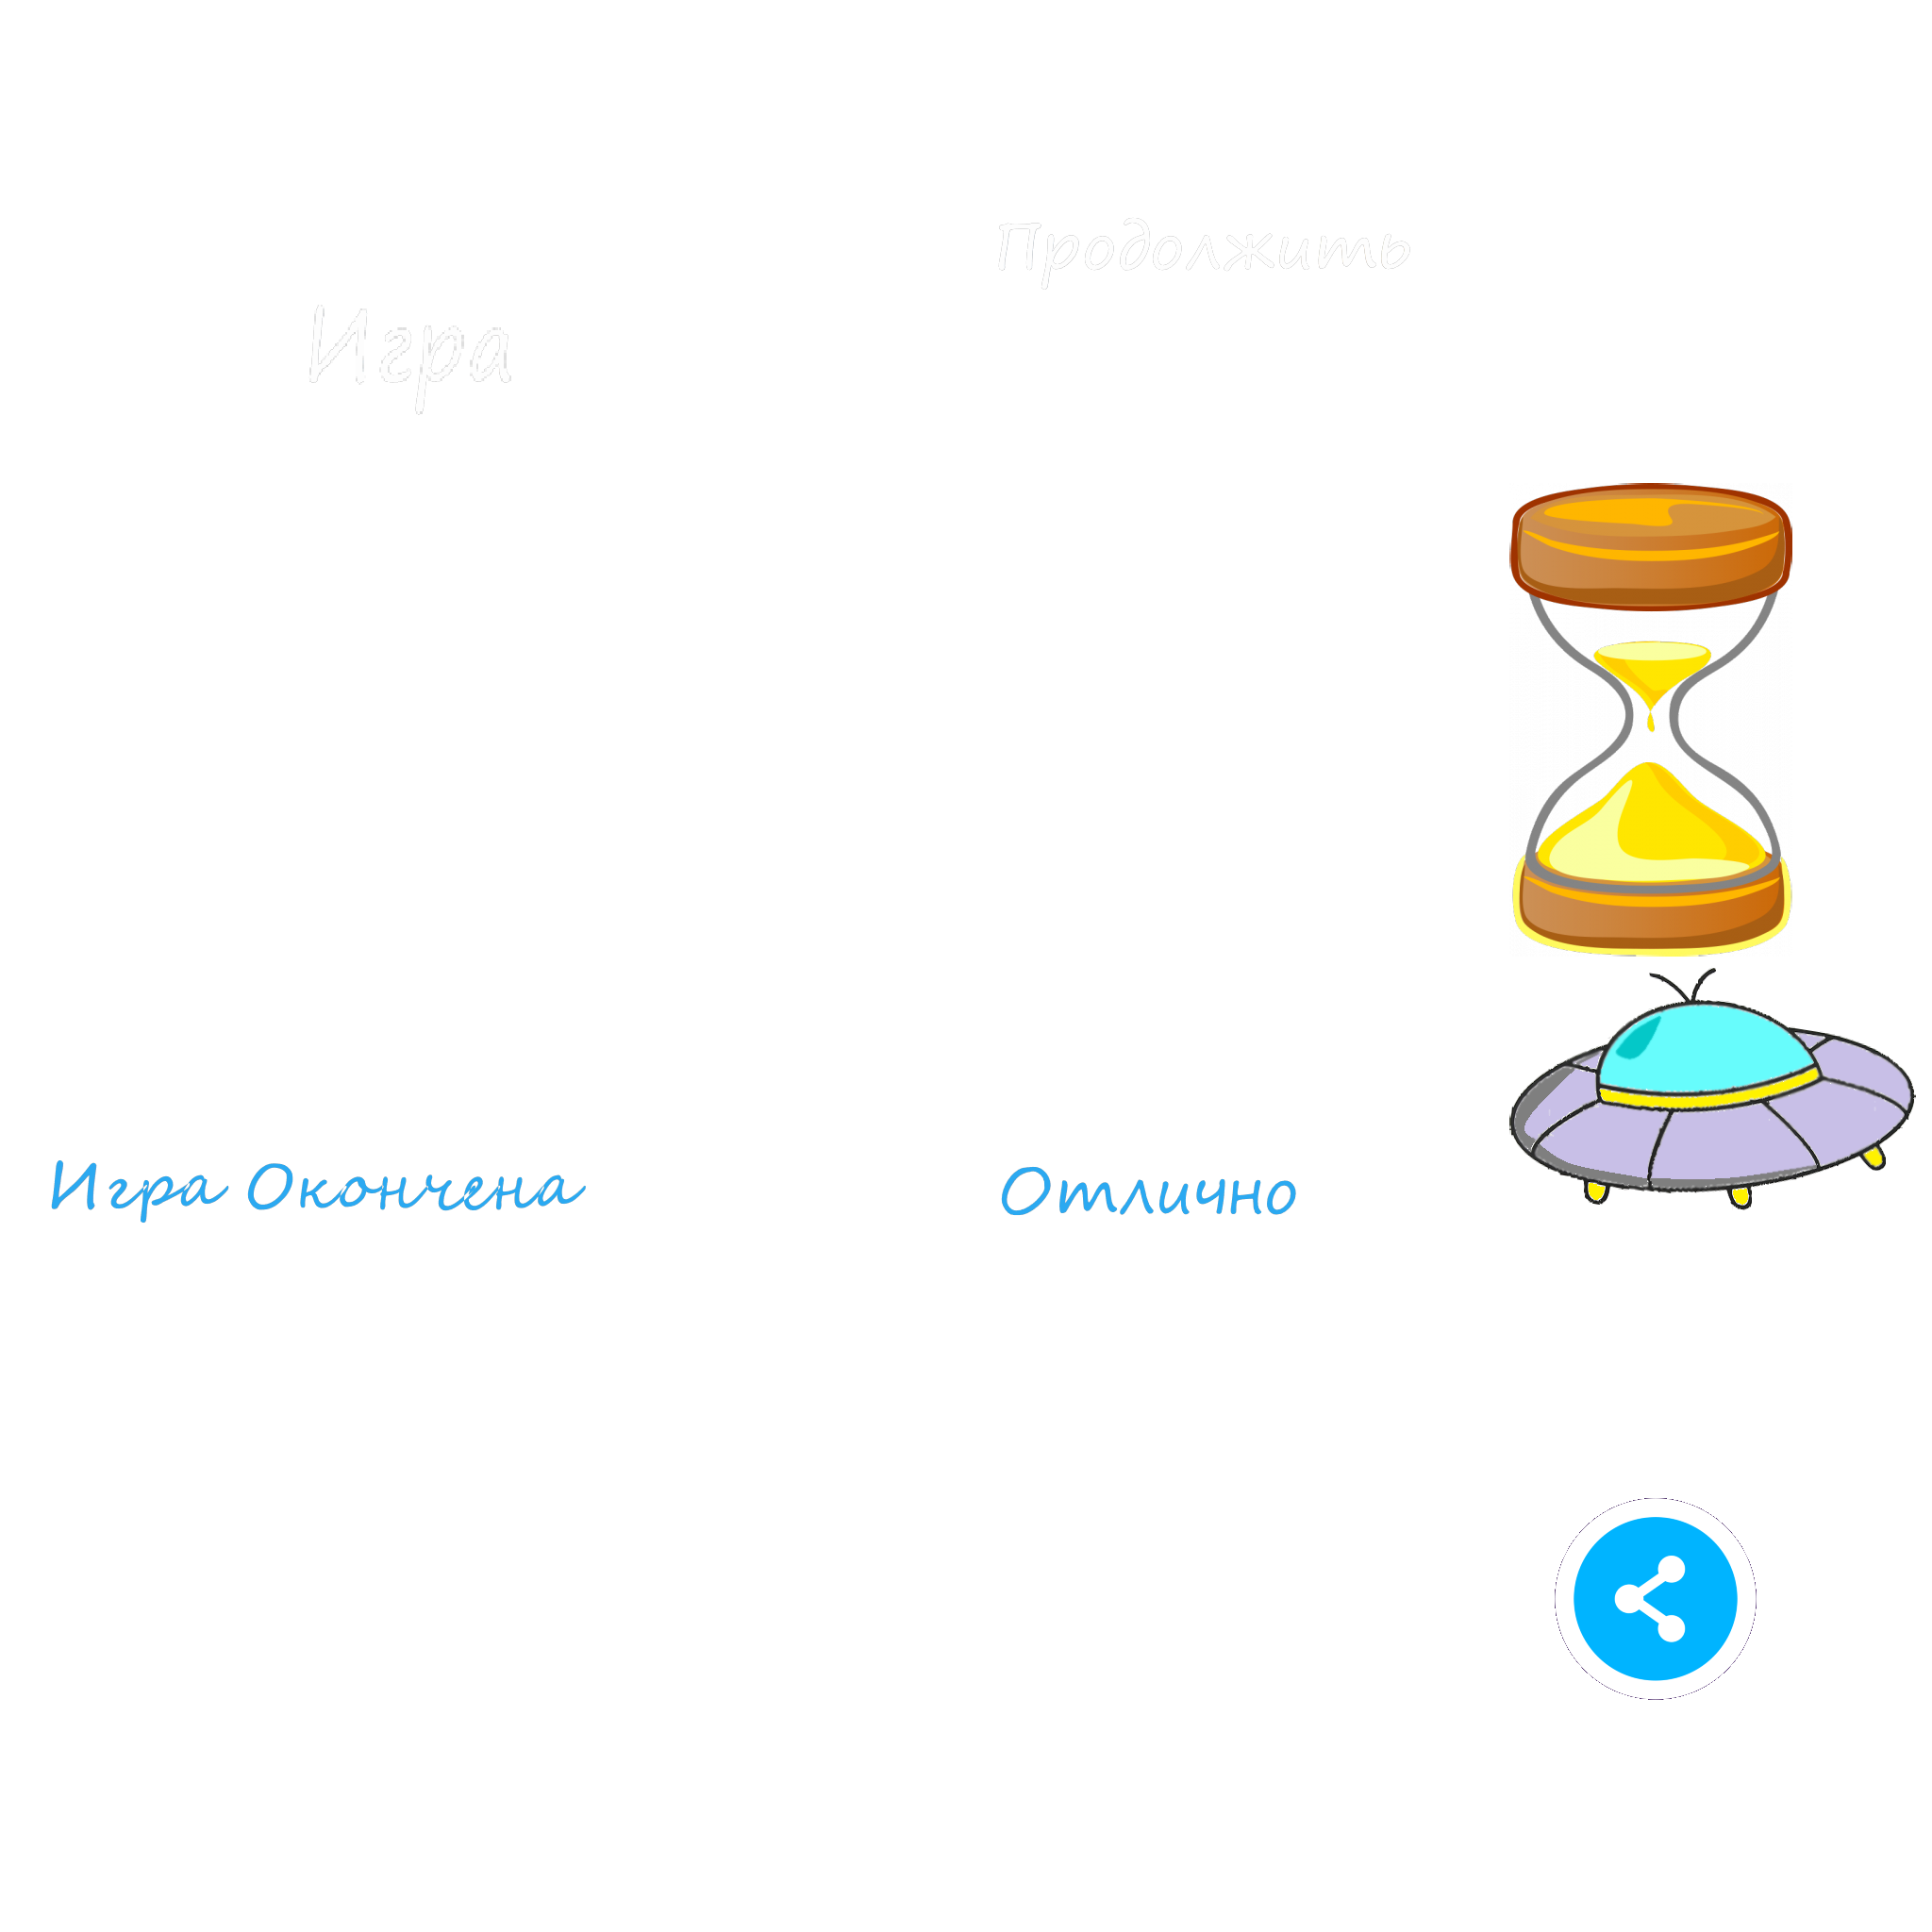 Продолжить
Игра
Игра Окончена
Отлично